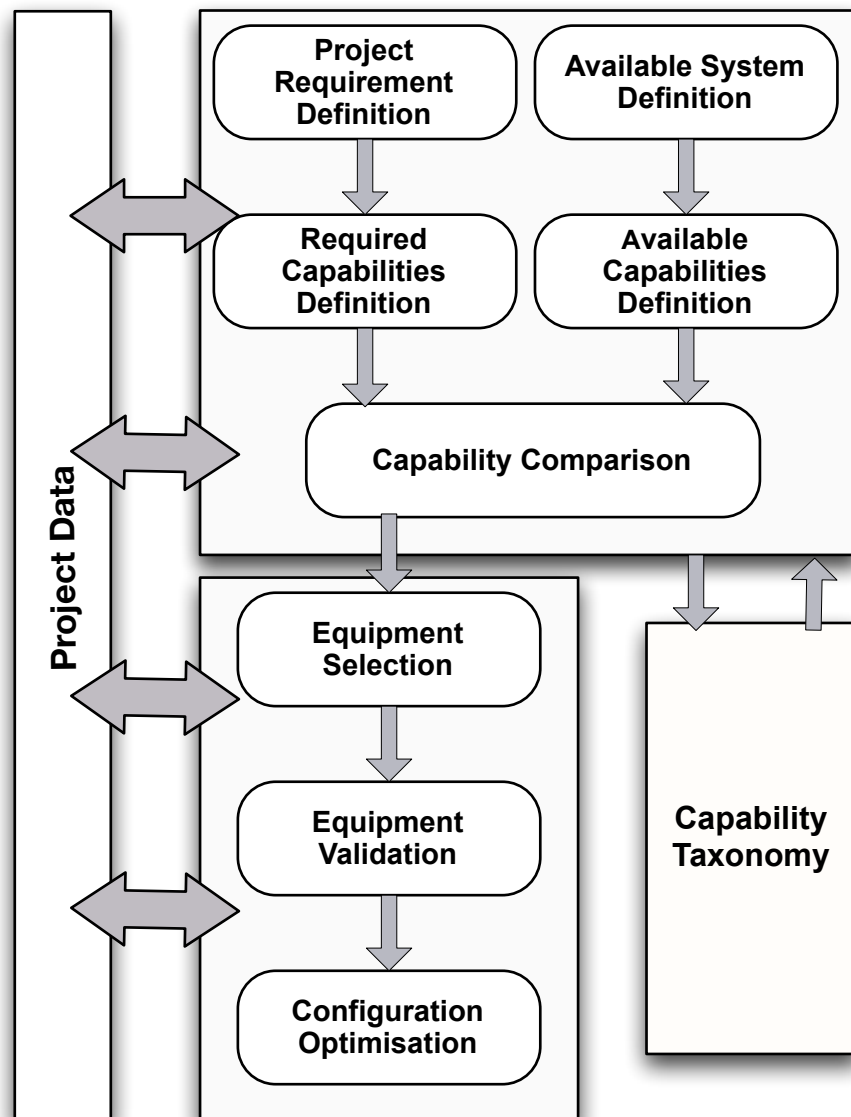 Project
Requirement
Definition
Available System
Definition
Required
Capabilities
Definition
Available
Capabilities
Definition
Capability Comparison
Project Data
Equipment
Selection
Equipment
Validation
Capability
Taxonomy
Configuration
Optimisation